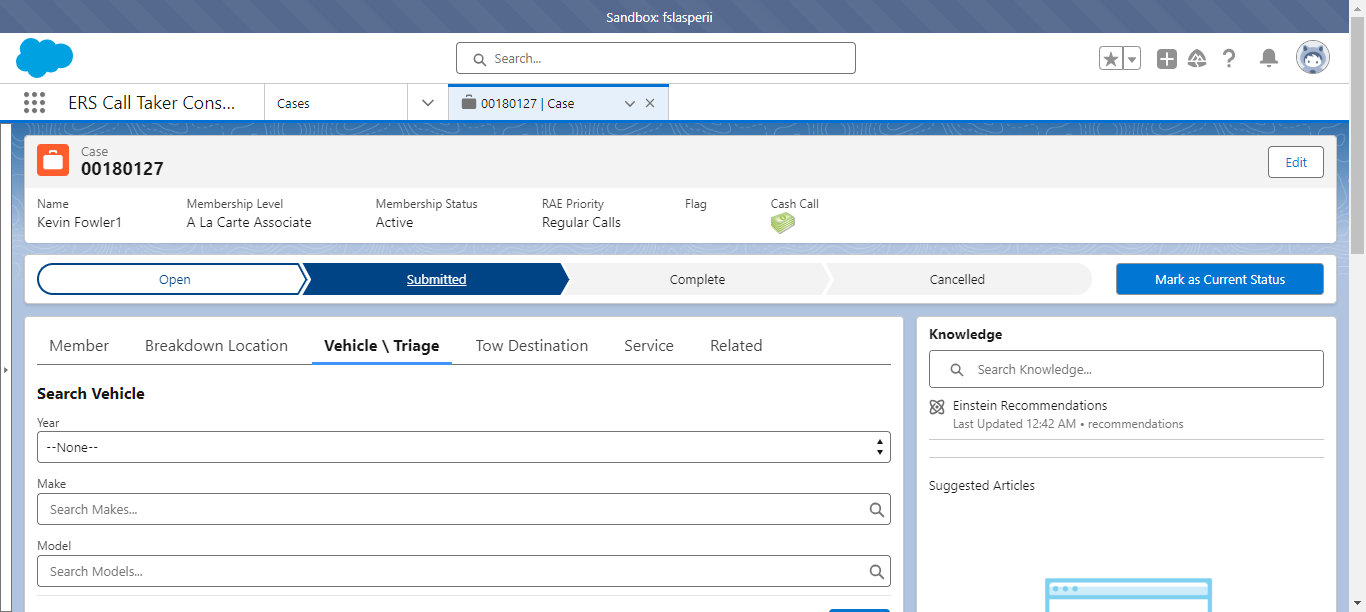 Sandbox: fslasperii
Search...
ERS Call Taker Cons...
Cases
00180127 | Case
Case
00180127
Edit
Name
Membership Level
Membership Status
RAE Priority
Flag
Cash Call
Kevin Fowler1
A La Carte Associate
Active
Regular Calls
Open
Submitted
Complete
Cancelled
Mark as Current Status
Member
Breakdown Location
Vehicle \ Triage
Tow Destination
Service
Related
Search Vehicle
Year
--None--
Make
Search Makes...
Model
Search Models...
Knowledge
Search Knowledge...
Einstein Recommendations
Last Updated 12:42 AM • recommendations
Suggested Articles